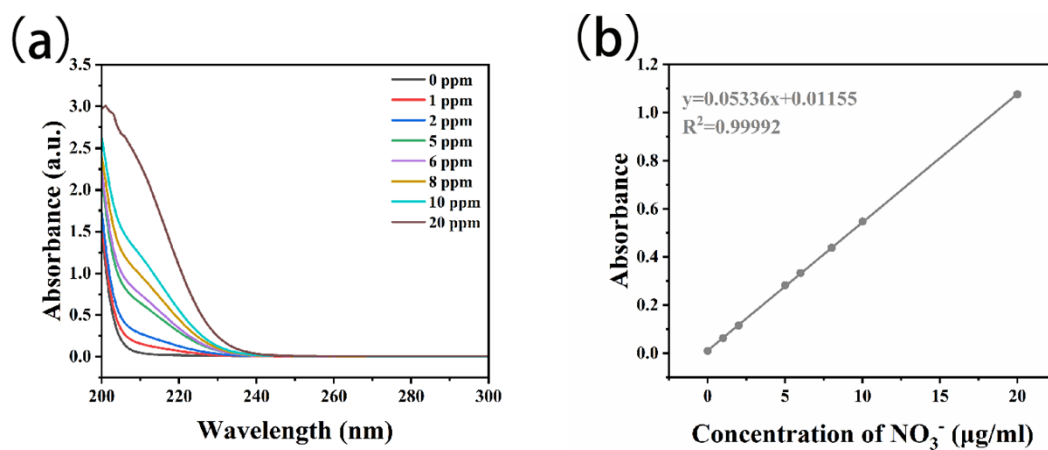 (a)
3.5
3.0
2.5
2.0
1.5
1.0
0.5
0.0
200
220
240
260
280
300
Absorbance (a.u.)
Wavelength (nm)
0 ppm
1 ppm
2 ppm
5 ppm
6 ppm
8 ppm
10 ppm
20 ppm
(b)
1.2
1.0
0.8
0.6
0.4
0.2
0.0
0
5
10
15
20
Absorbance
Concentration of NO₃⁻ (μg/ml)
y=0.05336x+0.01155
R²=0.99992